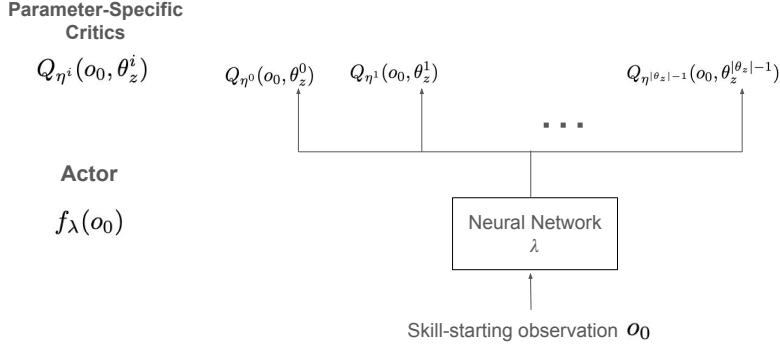 Parameter-Specific
Critics
Q_{η^i}(o_0, θ_z^i)
Q_{η^0}(o_0, θ_z^0)
Q_{η^1}(o_0, θ_z^1)
Q_{η^{|θ_z|-1}}(o_0, θ_z^{|θ_z|-1})
...
Actor
f_λ(o_0)
Neural Network
λ
Skill-starting observation o_0